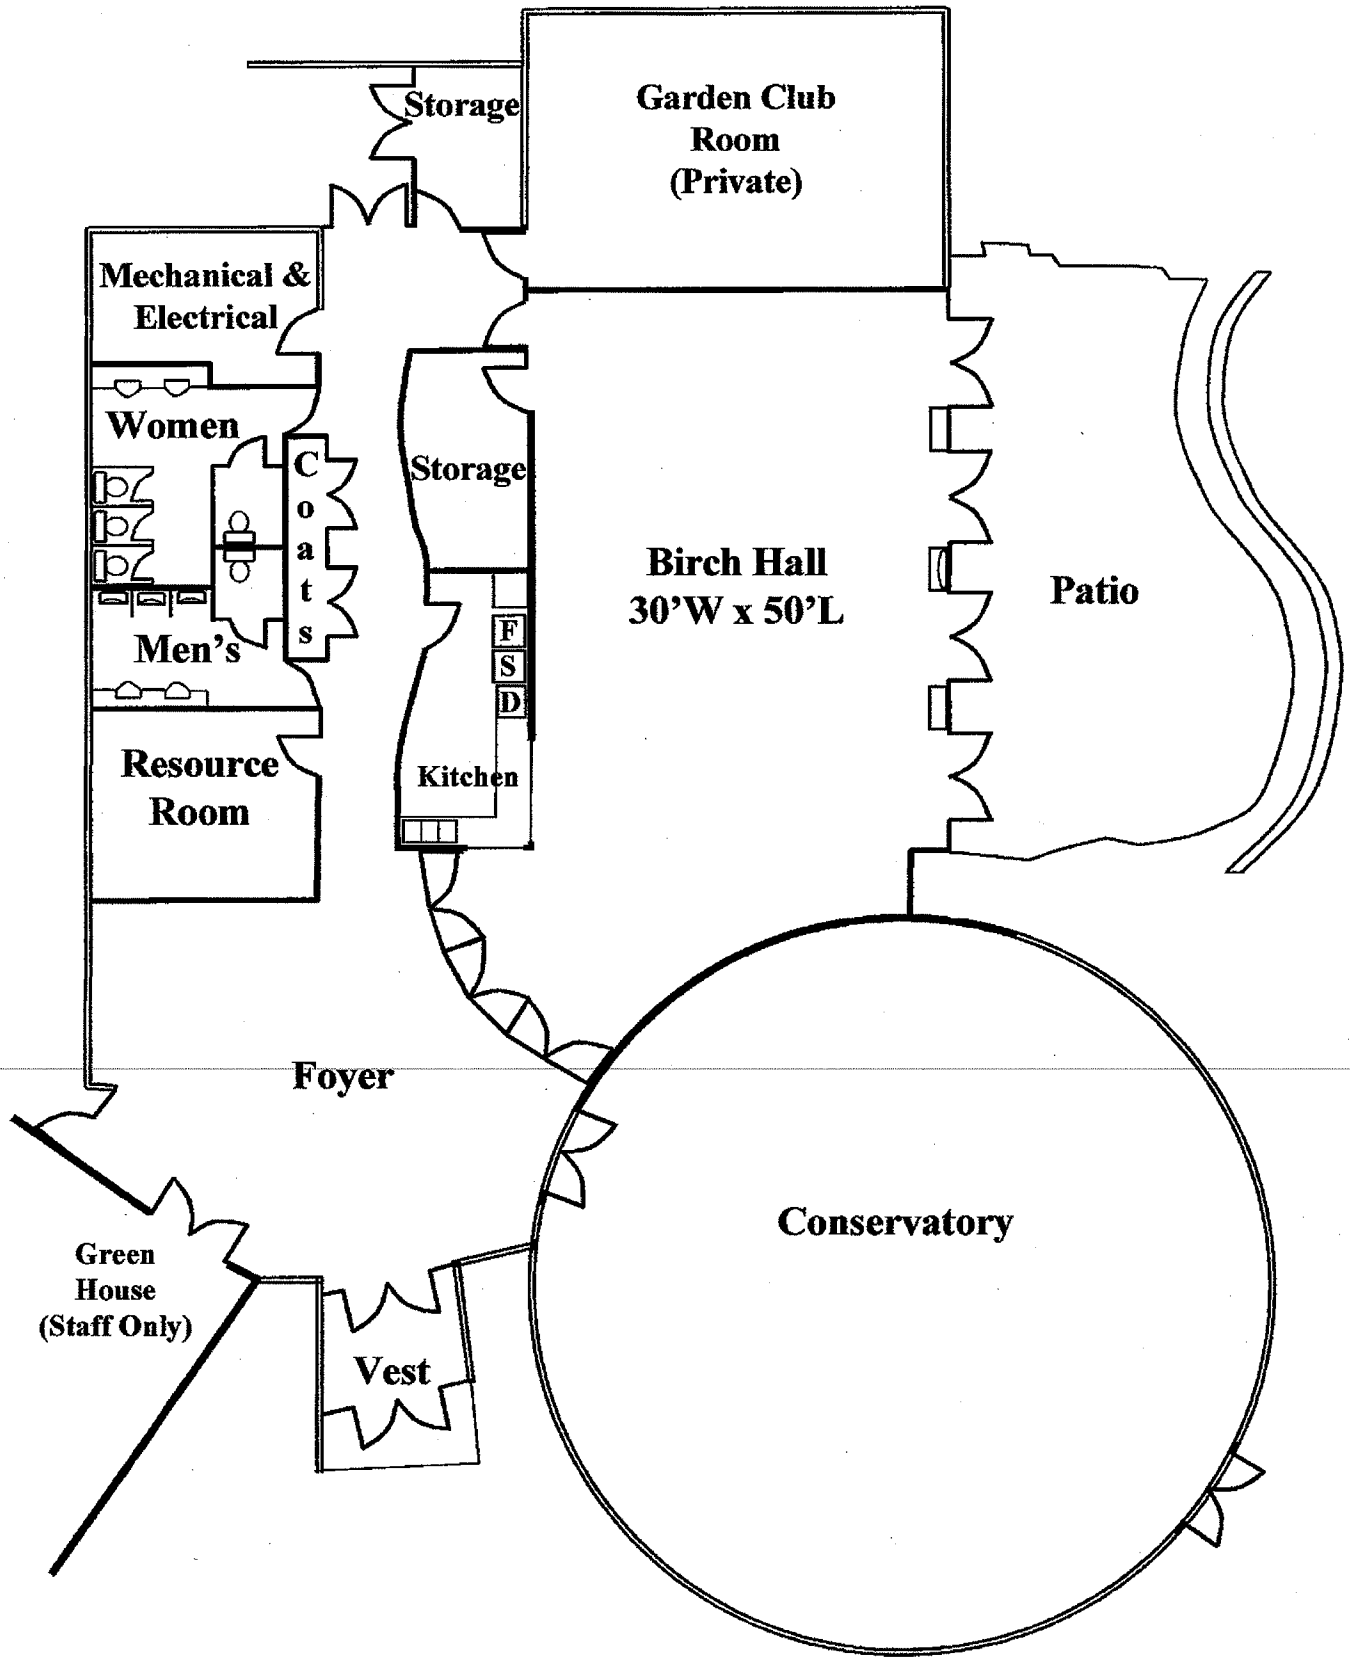 Storage
Garden Club
Room
(Private)
Mechanical &
Electrical
Women
C
o
a
t
s
Storage
Birch Hall
30'W x 50'L
Patio
F
S
D
Men's
Resource
Room
Kitchen
Foyer
Conservatory
Green
House
(Staff Only)
Vest